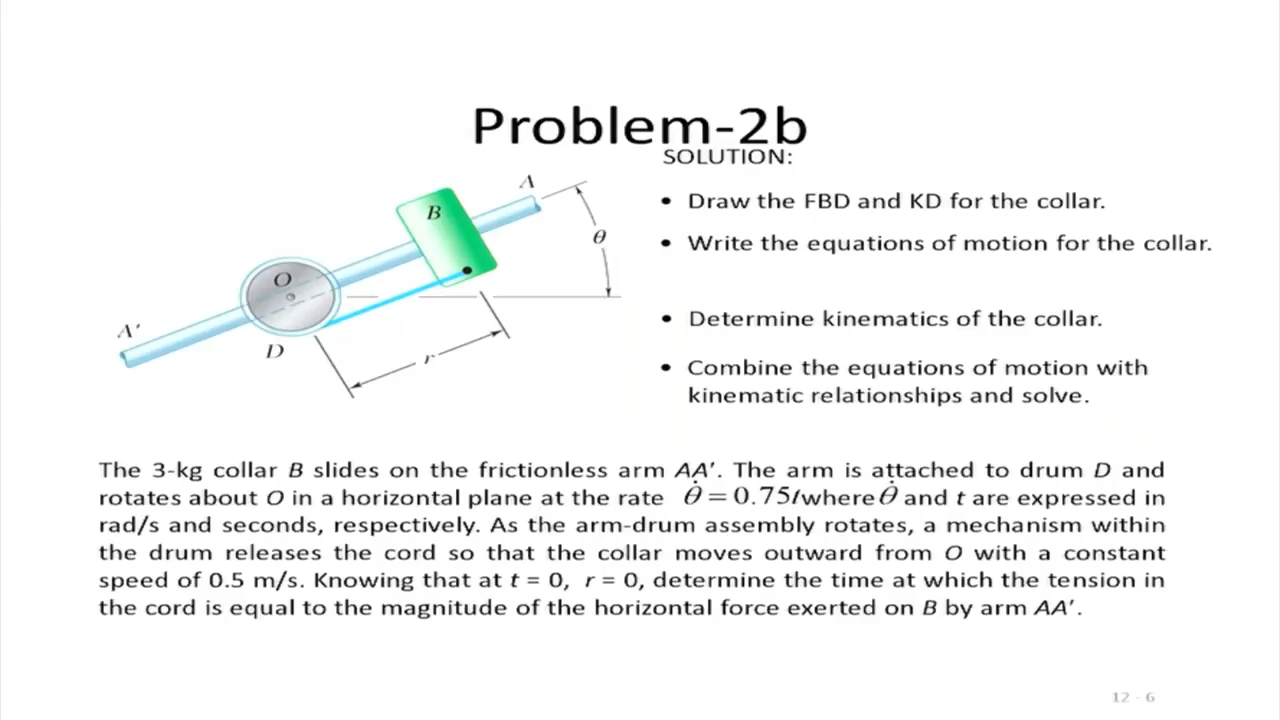 Problem-2b
SOLUTION:
• Draw the FBD and KD for the collar.
• Write the equations of motion for the collar.
• Determine kinematics of the collar.
• Combine the equations of motion with
kinematic relationships and solve.
A
B
θ
O
A'
D
r
The 3-kg collar B slides on the frictionless arm AA′. The arm is attached to drum D and
rotates about O in a horizontal plane at the rate θ̇ = 0.75t where θ̇ and t are expressed in
rad/s and seconds, respectively. As the arm-drum assembly rotates, a mechanism within
the drum releases the cord so that the collar moves outward from O with a constant
speed of 0.5 m/s. Knowing that at t = 0, r = 0, determine the time at which the tension in
the cord is equal to the magnitude of the horizontal force exerted on B by arm AA′.
12 - 6